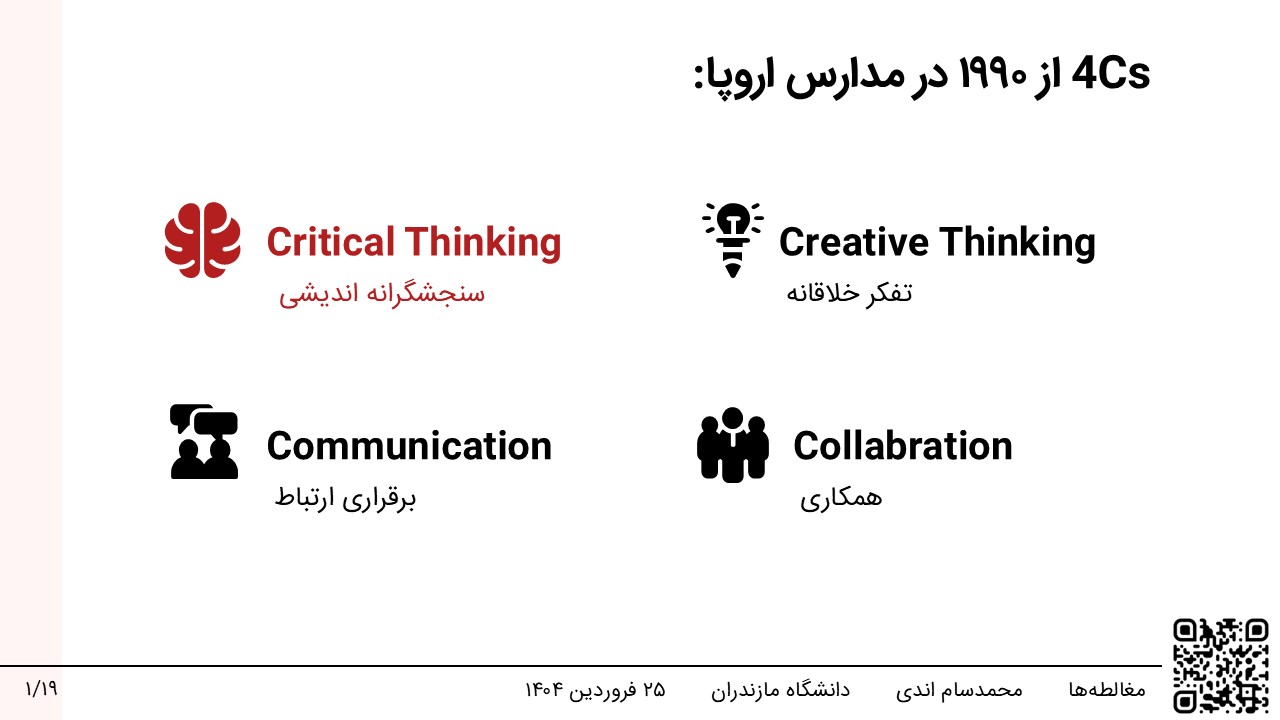 4Cs از ۱۹۹۰ در مدارس اروپا:
Critical Thinking
سنجشگرانه اندیشی
Creative Thinking
تفکر خلاقانه
Communication
برقراری ارتباط
Collabration
همکاری
مغالطه‌ها محمدسام اندی دانشگاه مازندران ۲۵ فروردین ۱۴۰۴ ۱/۱۹